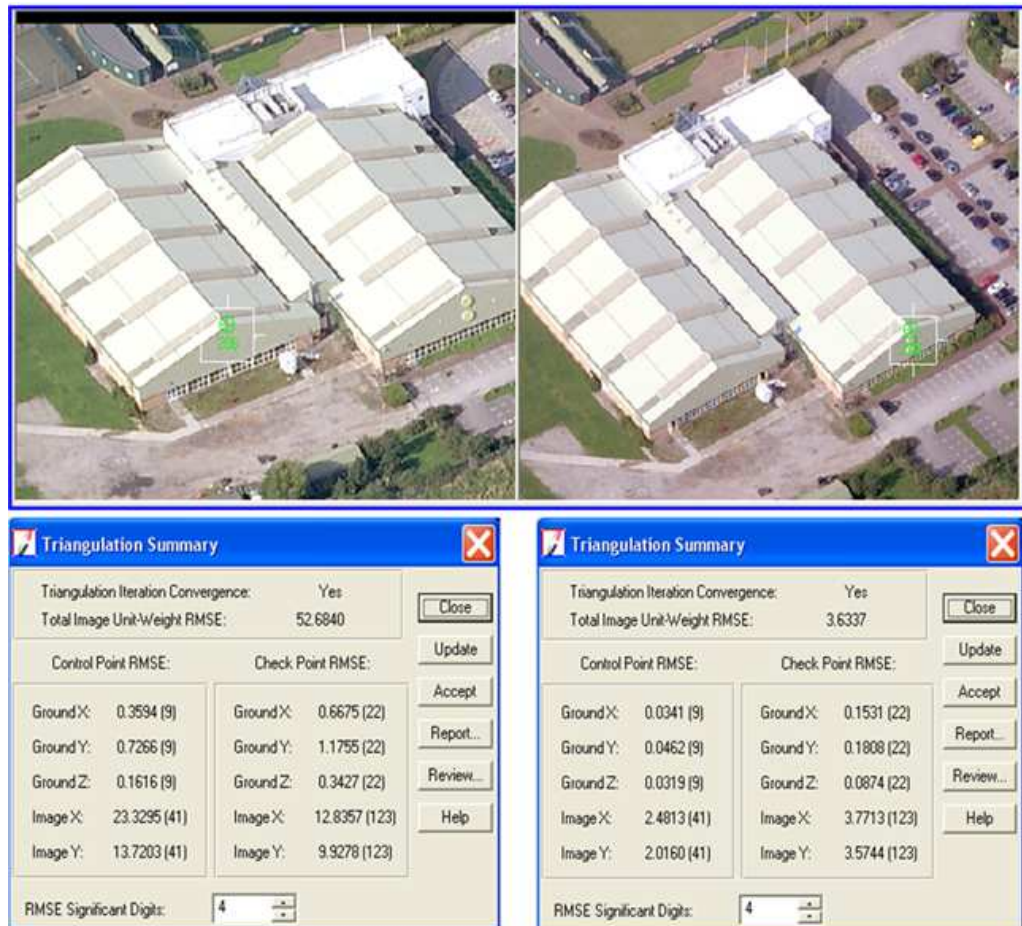 Triangulation Summary
Triangulation Iteration Convergence: Yes
Total Image Unit-Weight RMSE: 52.6840
Control Point RMSE:
Check Point RMSE:
Ground X: 0.3594 (9)
Ground X: 0.6675 (22)
Ground Y: 0.7266 (9)
Ground Y: 1.1755 (22)
Ground Z: 0.1616 (9)
Ground Z: 0.3427 (22)
Image X: 23.3295 (41)
Image X: 12.8357 (123)
Image Y: 13.7203 (41)
Image Y: 9.9278 (123)
RMSE Significant Digits: 4
Close
Update
Accept
Report...
Review...
Help
Triangulation Summary
Triangulation Iteration Convergence: Yes
Total Image Unit-Weight RMSE: 3.6337
Control Point RMSE:
Check Point RMSE:
Ground X: 0.0341 (9)
Ground X: 0.1531 (22)
Ground Y: 0.0462 (9)
Ground Y: 0.1808 (22)
Ground Z: 0.0319 (9)
Ground Z: 0.0874 (22)
Image X: 2.4813 (41)
Image X: 3.7713 (123)
Image Y: 2.0160 (41)
Image Y: 3.5744 (123)
RMSE Significant Digits: 4
Close
Update
Accept
Report...
Review...
Help